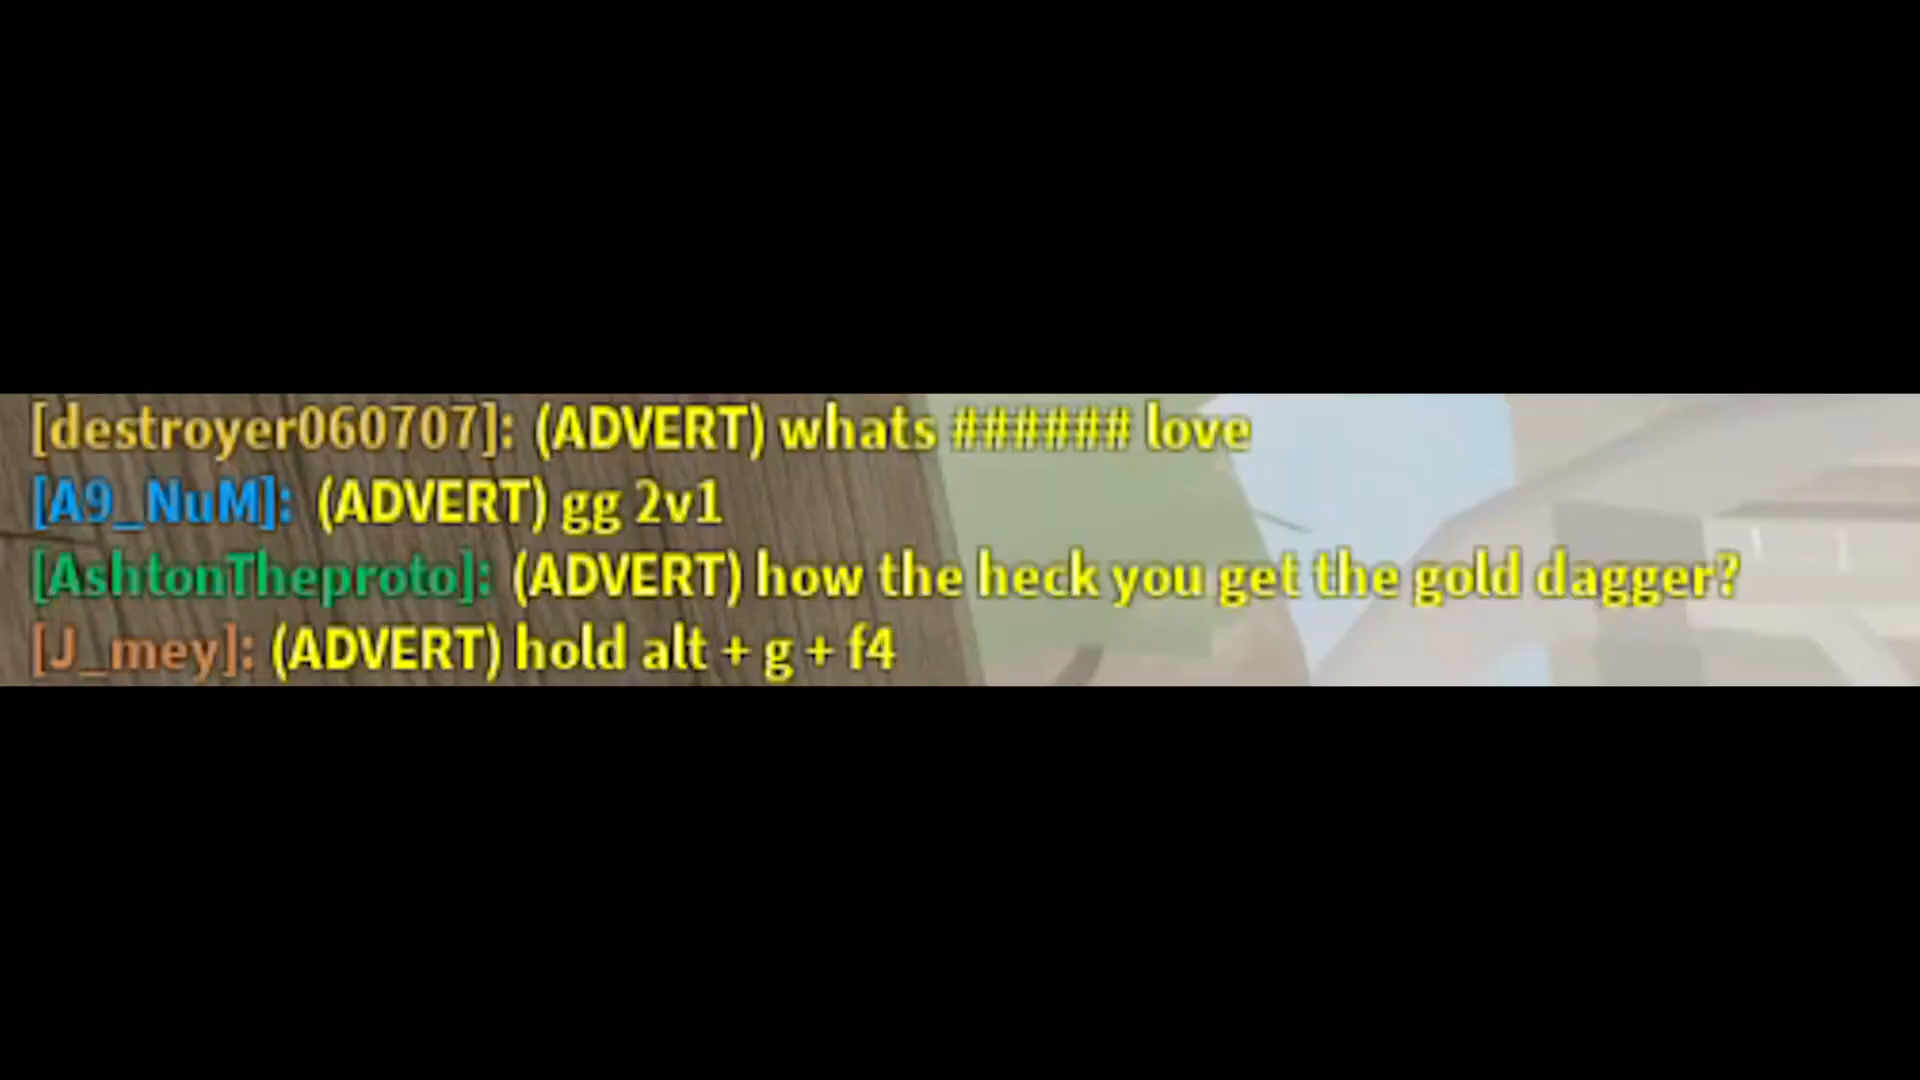 [destroyer060707]: (ADVERT) whats ###### love
[A9_NuM]: (ADVERT) gg 2v1
[AshtonTheproto]: (ADVERT) how the heck you get the gold dagger?
[J_mey]: (ADVERT) hold alt + g + f4